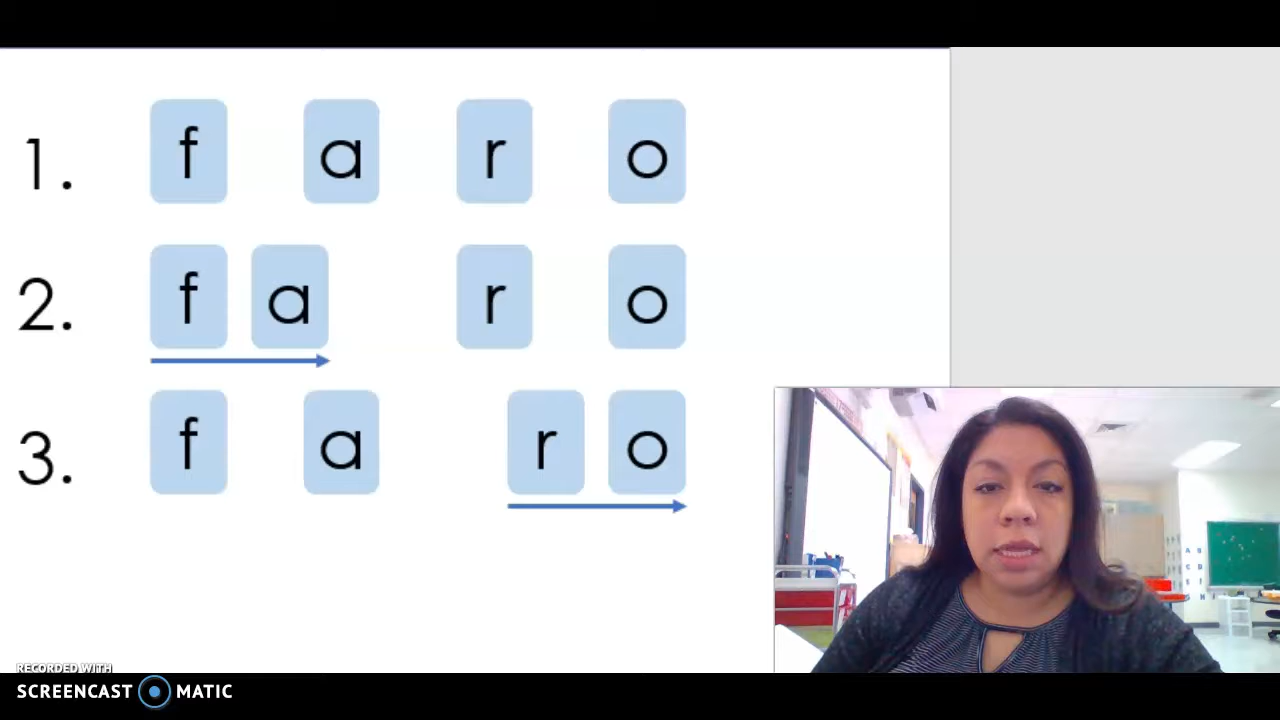 1. f a r o
2. f a r o
3. f a r o
RECORDED WITH
SCREENCAST MATIC